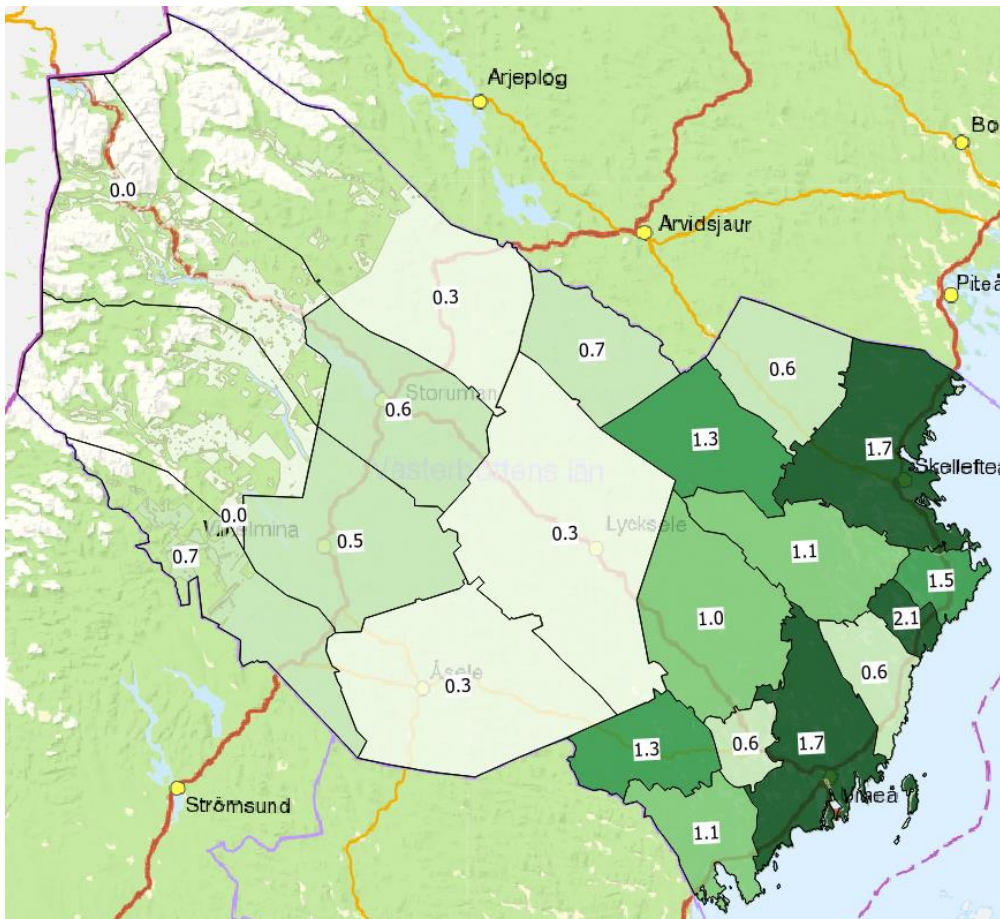 Arjeplog
Bo
0.0
Arvidsjaur
Piteå
0.3
0.7
0.6
Storuman
0.6
1.3
1.7
Västerbottens län
Skellefteå
0.0
Vilhelmina
0.5
0.3
Lycksele
0.7
1.1
1.5
1.0
2.1
Åsele
0.3
0.6
1.3
0.6
1.7
Umeå
Strömsund
1.1